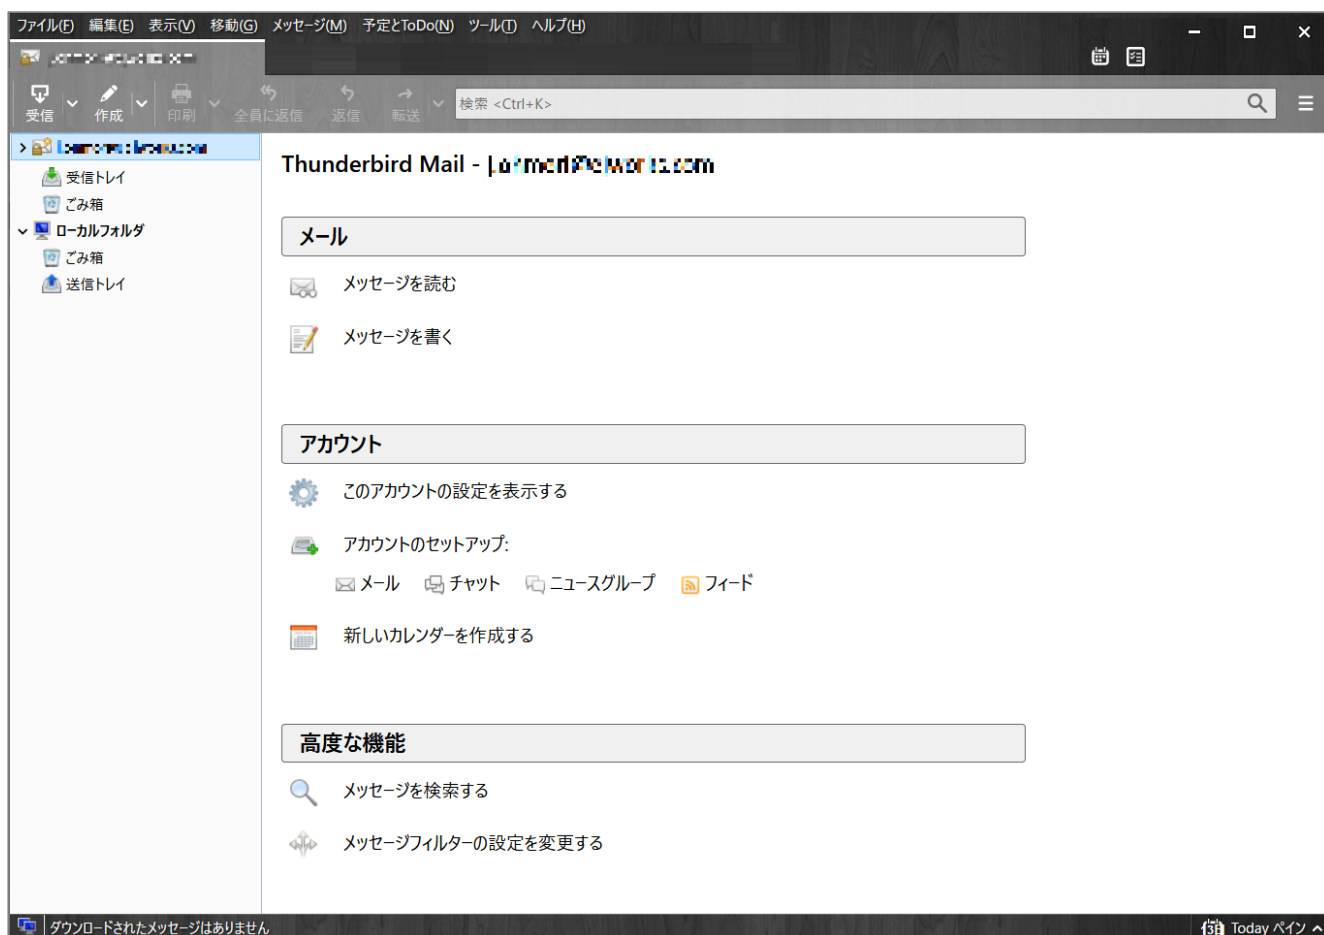 ファイル(F) 編集(E) 表示(V) 移動(G) メッセージ(M) 予定とToDo(N) ツール(T) ヘルプ(H)
受信 作成 印刷 全員に返信 返信 転送 検索 <Ctrl+K>
受信トレイ
ごみ箱
ローカルフォルダ
ごみ箱
送信トレイ
Thunderbird Mail -
メール
メッセージを読む
メッセージを書く
アカウント
このアカウントの設定を表示する
アカウントのセットアップ:
メール チャット ニュースグループ フィード
新しいカレンダーを作成する
高度な機能
メッセージを検索する
メッセージフィルターの設定を変更する
ダウンロードされたメッセージはありません 31 Today ペイン